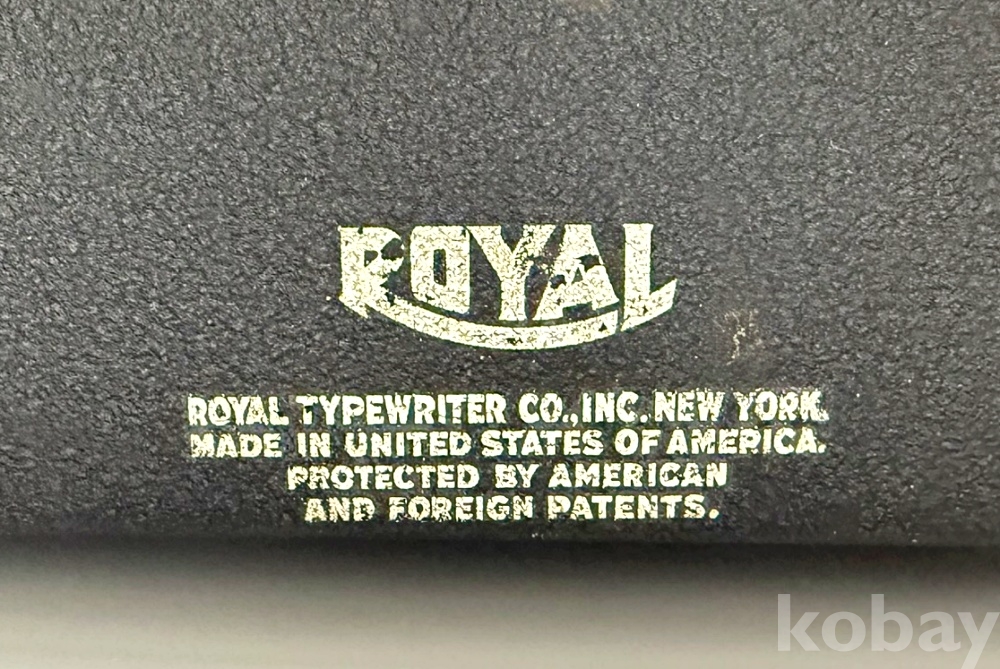 ROYAL
ROYAL TYPEWRITER CO., INC. NEW YORK.
MADE IN UNITED STATES OF AMERICA.
PROTECTED BY AMERICAN
AND FOREIGN PATENTS.
kobay